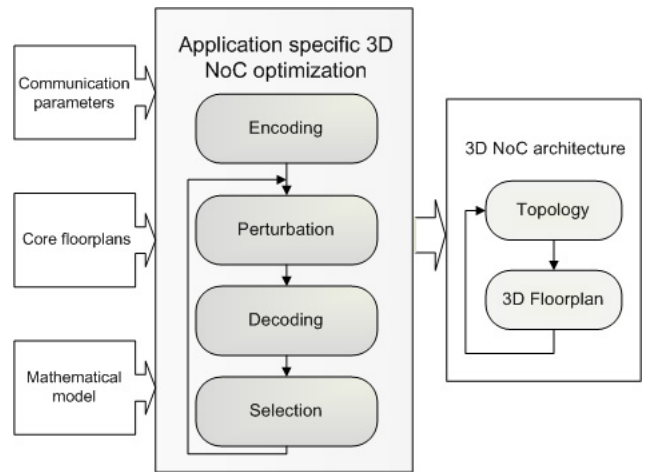 Communication
parameters
Core floorplans
Mathematical
model
Application specific 3D
NoC optimization
Encoding
Perturbation
Decoding
Selection
3D NoC architecture
Topology
3D Floorplan